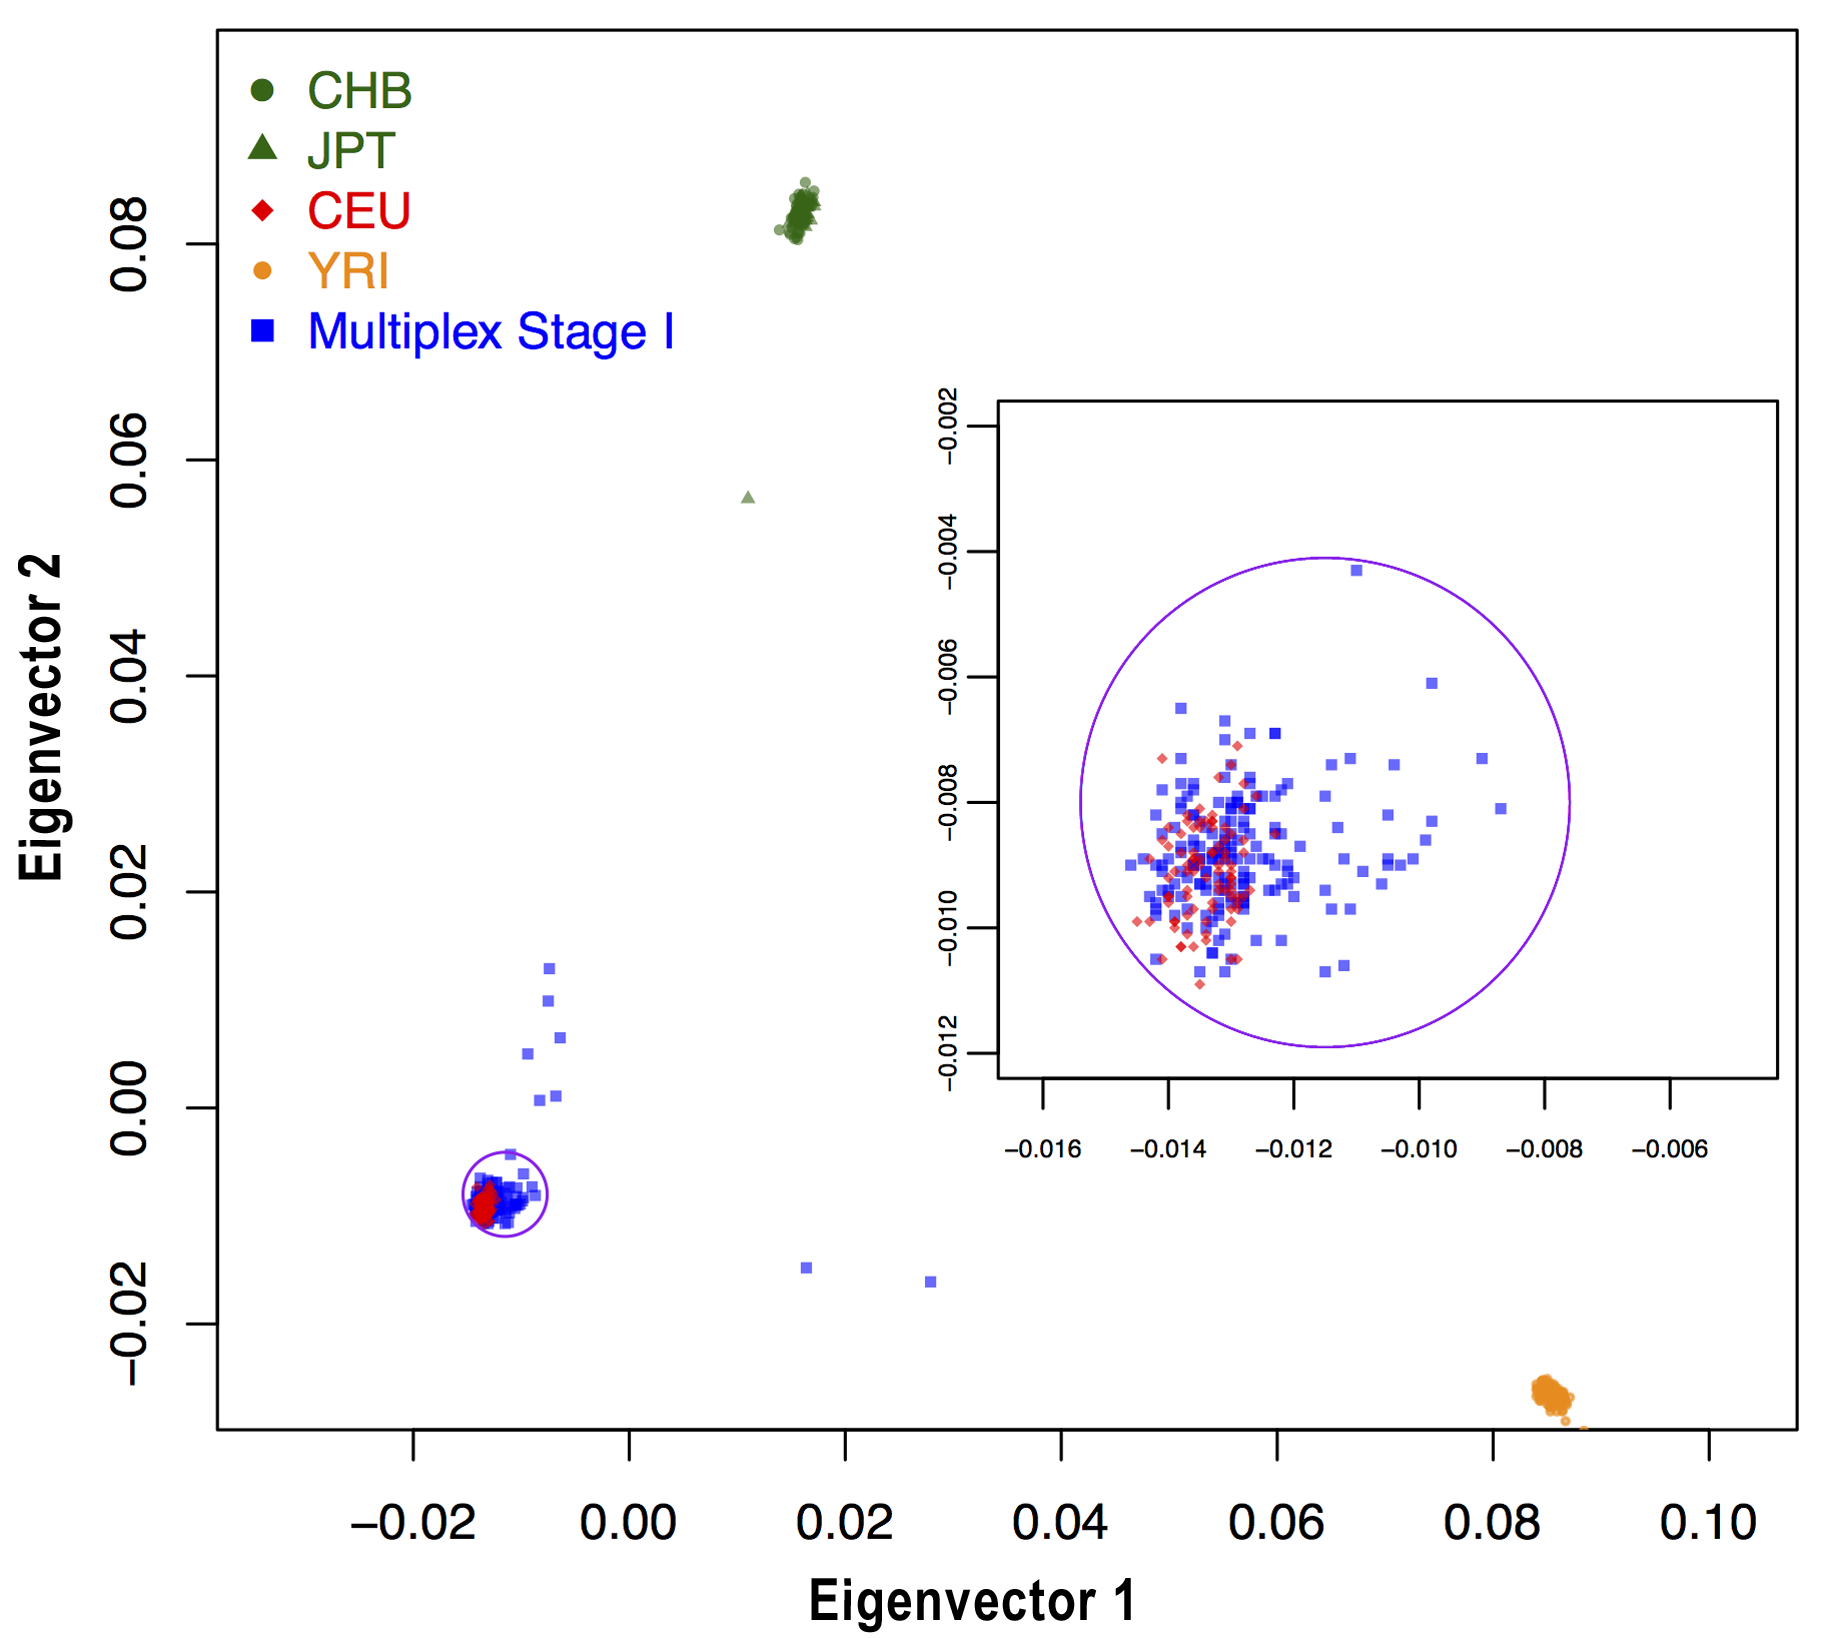 CHB
JPT
CEU
YRI
Multiplex Stage I
Eigenvector 2
0.08
0.06
0.04
0.02
0.00
−0.02
−0.002
−0.004
−0.006
−0.008
−0.010
−0.012
−0.016 −0.014 −0.012 −0.010 −0.008 −0.006
−0.02 0.00 0.02 0.04 0.06 0.08 0.10
Eigenvector 1